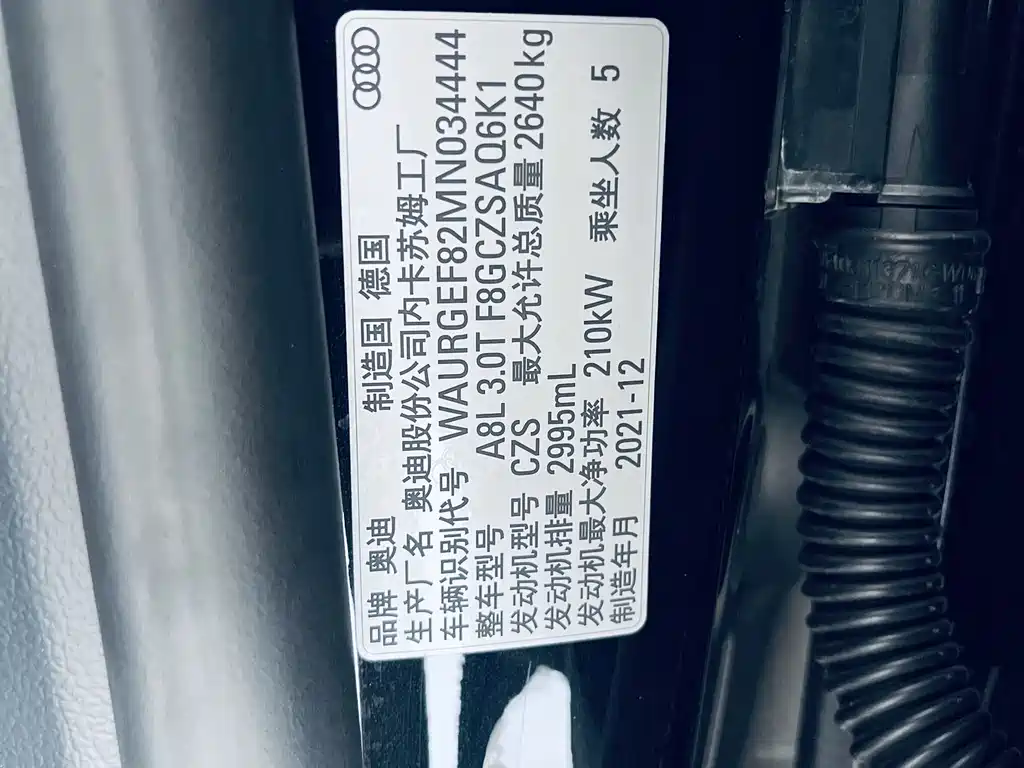 品牌 奥迪 制造国 德国
生产厂名 奥迪股份公司内卡苏姆工厂
车辆识别代号 WAURGEF82MN034444
整车型号 A8L 3.0T F8GCZSAQ6K1
发动机型号 CZS 最大允许总质量 2640kg
发动机排量 2995mL
发动机最大净功率 210kW 乘坐人数 5
制造年月 2021-12